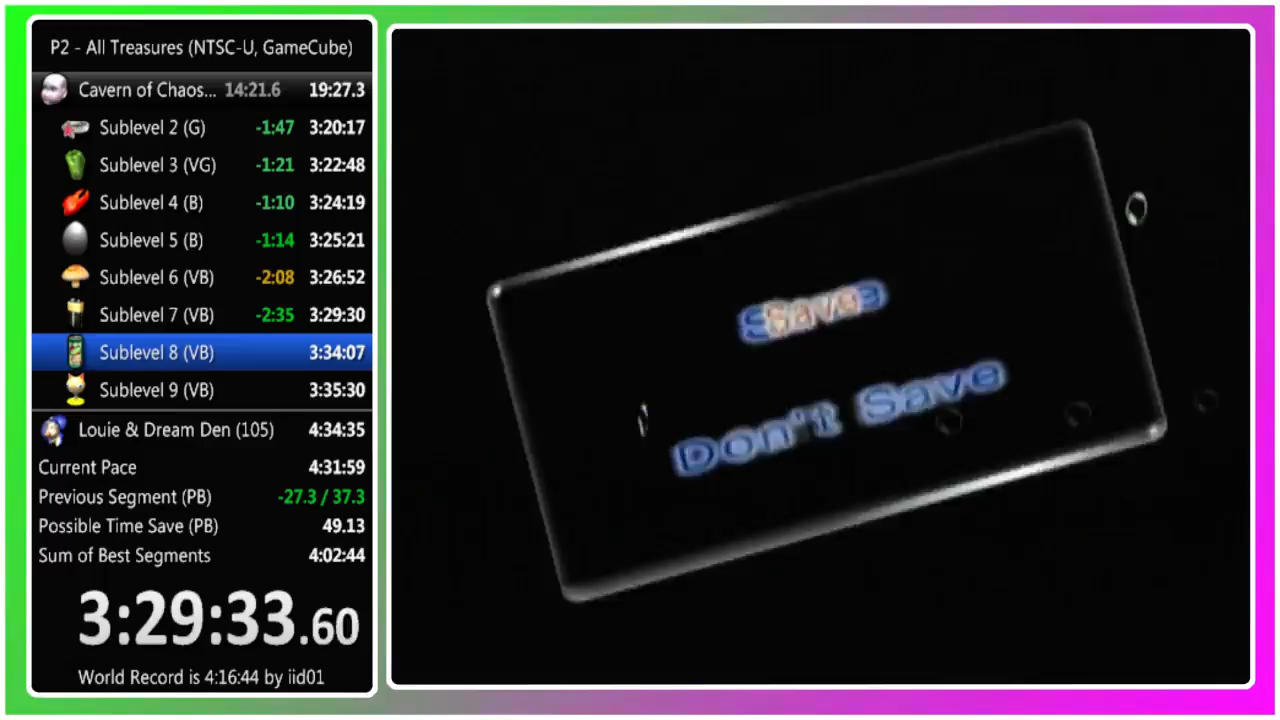 P2 - All Treasures (NTSC-U, GameCube)
Cavern of Chaos... 14:21.6 19:27.3
Sublevel 2 (G) -1:47 3:20:17
Sublevel 3 (VG) -1:21 3:22:48
Sublevel 4 (B) -1:10 3:24:19
Sublevel 5 (B) -1:14 3:25:21
Sublevel 6 (VB) -2:08 3:26:52
Sublevel 7 (VB) -2:35 3:29:30
Sublevel 8 (VB) 3:34:07
Sublevel 9 (VB) 3:35:30
Louie & Dream Den (105) 4:34:35
Current Pace 4:31:59
Previous Segment (PB) -27.3 / 37.3
Possible Time Save (PB) 49.13
Sum of Best Segments 4:02:44
3:29:33.60
World Record is 4:16:44 by iid01
Save
Don't Save